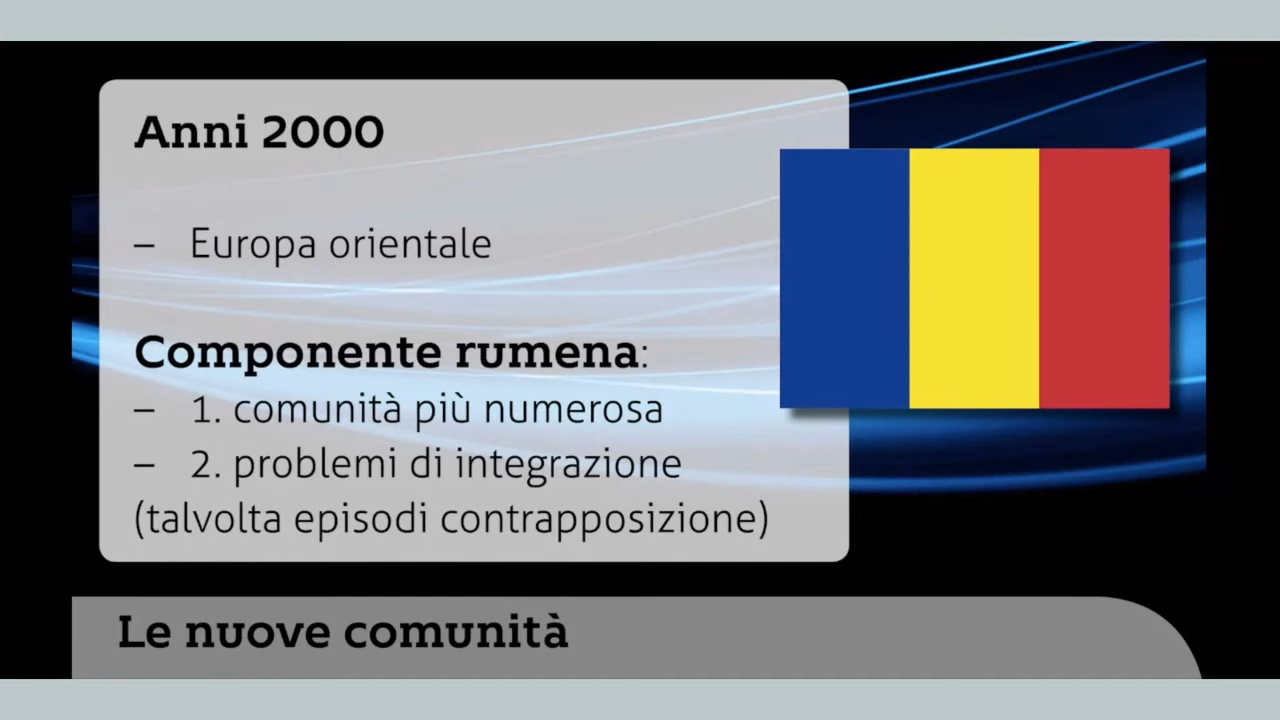 Anni 2000
– Europa orientale
Componente rumena:
– 1. comunità più numerosa
– 2. problemi di integrazione
(talvolta episodi contrapposizione)
Le nuove comunità